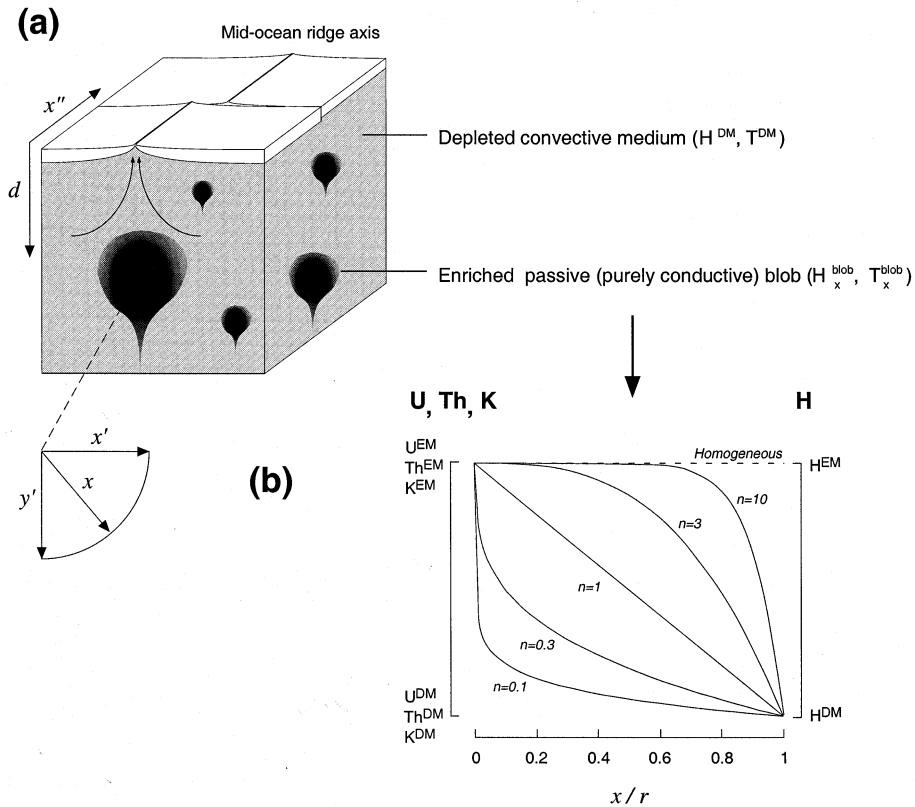 (a)
Mid-ocean ridge axis
x"
d
Depleted convective medium (H DM, T DM)
Enriched passive (purely conductive) blob (H blob x, T blob x)
x'
x
y'
(b)
U, Th, K
H
U EM
Th EM
K EM
Homogeneous
H EM
n=10
n=3
n=1
n=0.3
n=0.1
U DM
Th DM
K DM
H DM
0 0.2 0.4 0.6 0.8 1
x / r